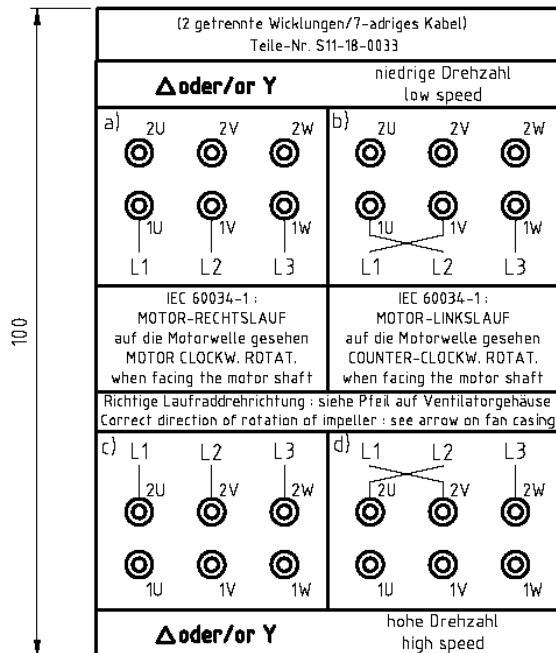 (2 getrennte Wicklungen/7-adriges Kabel)
Teile-Nr. S11-18-0033
Δ oder/or Y
niedrige Drehzahl
low speed
a)
2U 2V 2W
1U 1V 1W
L1 L2 L3
b)
2U 2V 2W
1U 1V 1W
L1 L2 L3
IEC 60034-1 :
MOTOR-RECHTSLAUF
auf die Motorwelle gesehen
MOTOR CLOCKW. ROTAT.
when facing the motor shaft
IEC 60034-1 :
MOTOR-LINKSLAUF
auf die Motorwelle gesehen
COUNTER-CLOCKW. ROTAT.
when facing the motor shaft
Richtige Laufraddrehrichtung : siehe Pfeil auf Ventilatorgehäuse
Correct direction of rotation of impeller : see arrow on fan casing
c)
L1 L2 L3
2U 2V 2W
1U 1V 1W
d)
L1 L2 L3
2U 2V 2W
1U 1V 1W
Δ oder/or Y
hohe Drehzahl
high speed
100